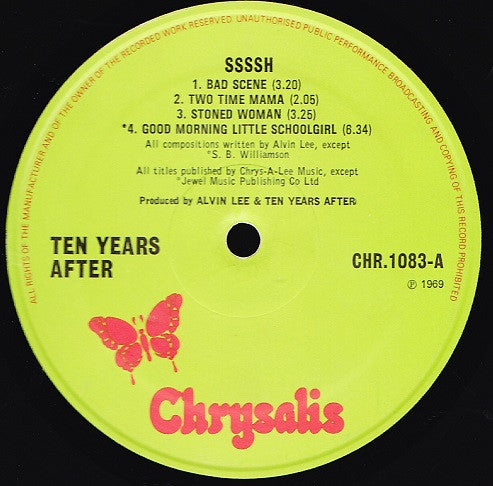 ALL RIGHTS OF THE MANUFACTURER AND OF THE OWNER OF THE RECORDED WORK RESERVED. UNAUTHORISED PUBLIC PERFORMANCE BROADCASTING AND COPYING OF THIS RECORD PROHIBITED
SSSSH
1. BAD SCENE (3.20)
2. TWO TIME MAMA (2.05)
3. STONED WOMAN (3.25)
*4. GOOD MORNING LITTLE SCHOOLGIRL (6.34)
All compositions written by Alvin Lee, except
*S. B. Williamson
All titles published by Chrys-A-Lee Music, except
*Jewel Music Publishing Co Ltd
Produced by ALVIN LEE & TEN YEARS AFTER
TEN YEARS
AFTER
CHR.1083-A
℗ 1969
Chrysalis